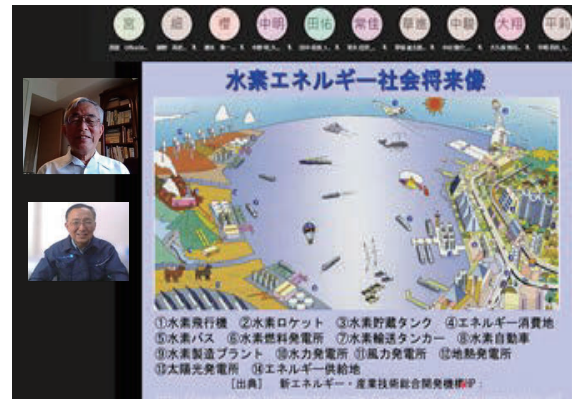 宮 細 櫻 中明 田佑 常佳 草進 中聡 大翔 平莉
水素エネルギー社会将来像
①水素飛行機 ②水素ロケット ③水素貯蔵タンク ④エネルギー消費地
⑤水素バス ⑥水素燃料発電所 ⑦水素輸送タンカー ⑧水素自動車
⑨水素製造プラント ⑩水力発電所 ⑪風力発電所 ⑫地熱発電所
⑬太陽光発電所 ⑭エネルギー供給地
[出典] 新エネルギー・産業技術総合開発機構HP: